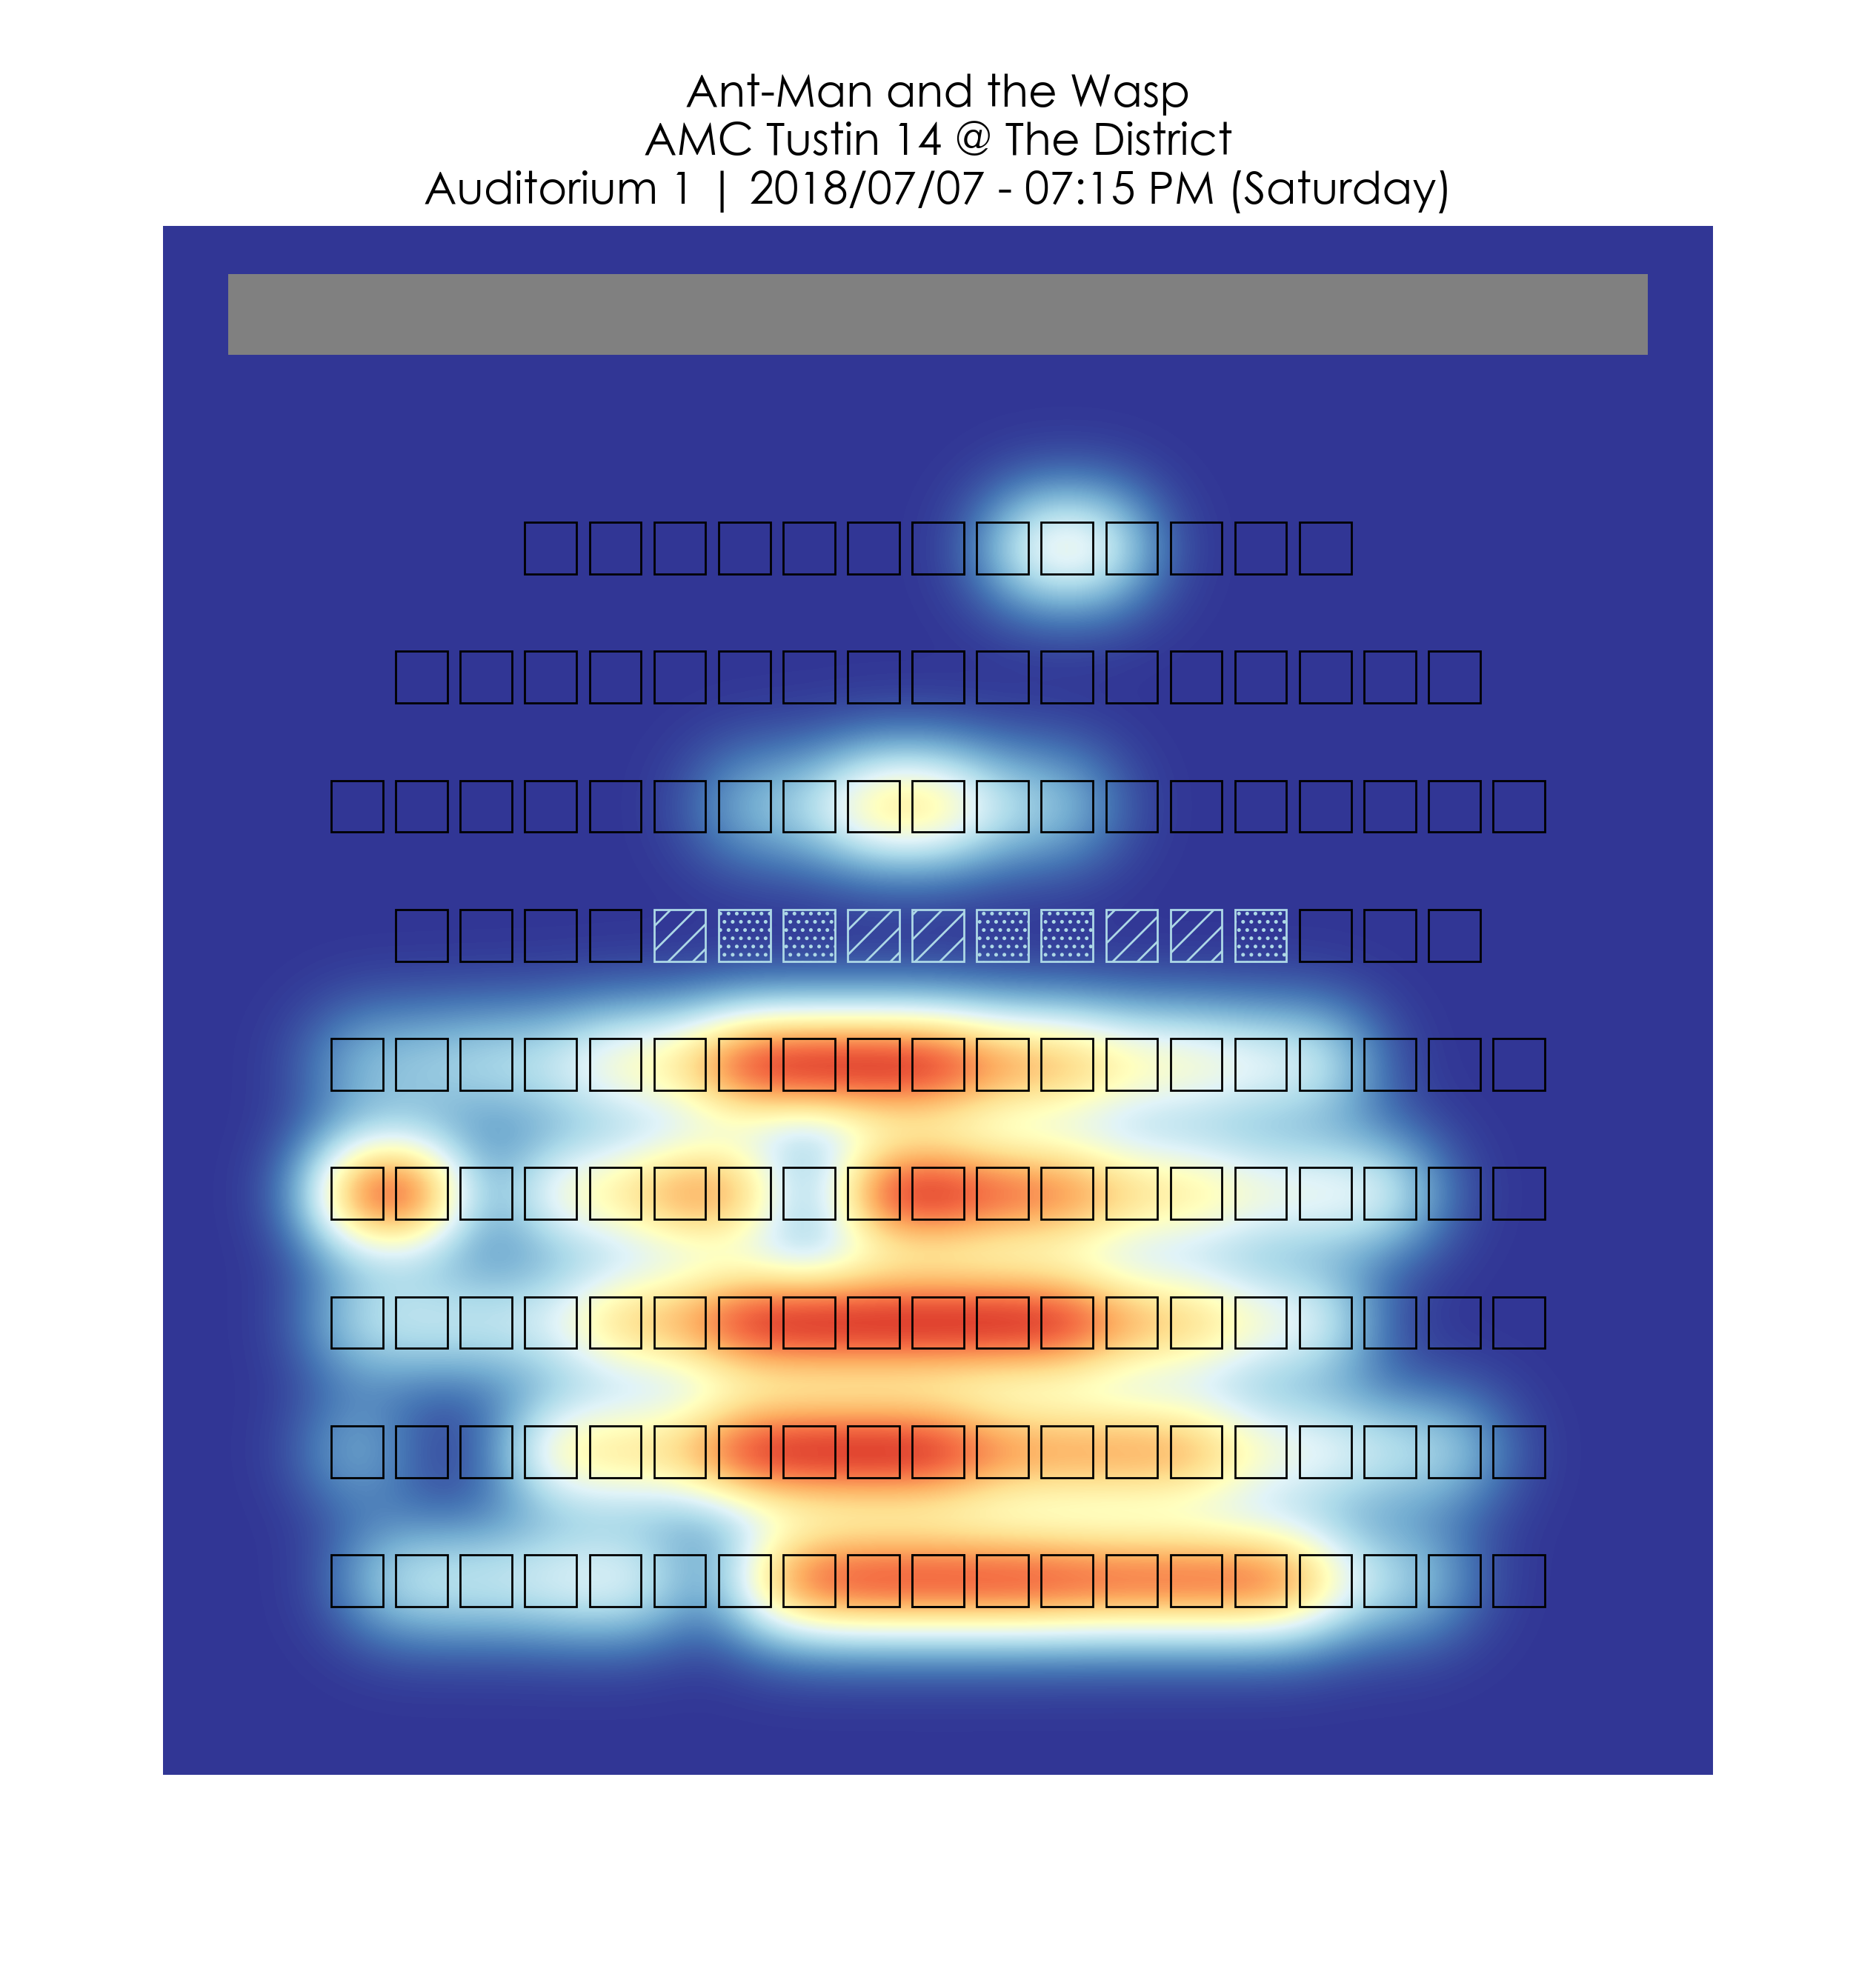 Ant-Man and the Wasp
AMC Tustin 14 @ The District
Auditorium 1 | 2018/07/07 - 07:15 PM (Saturday)